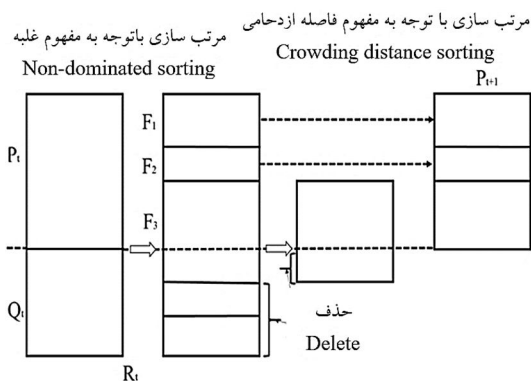 مرتب سازی با توجه به مفهوم فاصله ازدحامی
مرتب سازی باتوجه به مفهوم غلبه
Crowding distance sorting
Non-dominated sorting
Pt+1
F1
Pt
F2
F3
Qt
حذف
Delete
Rt